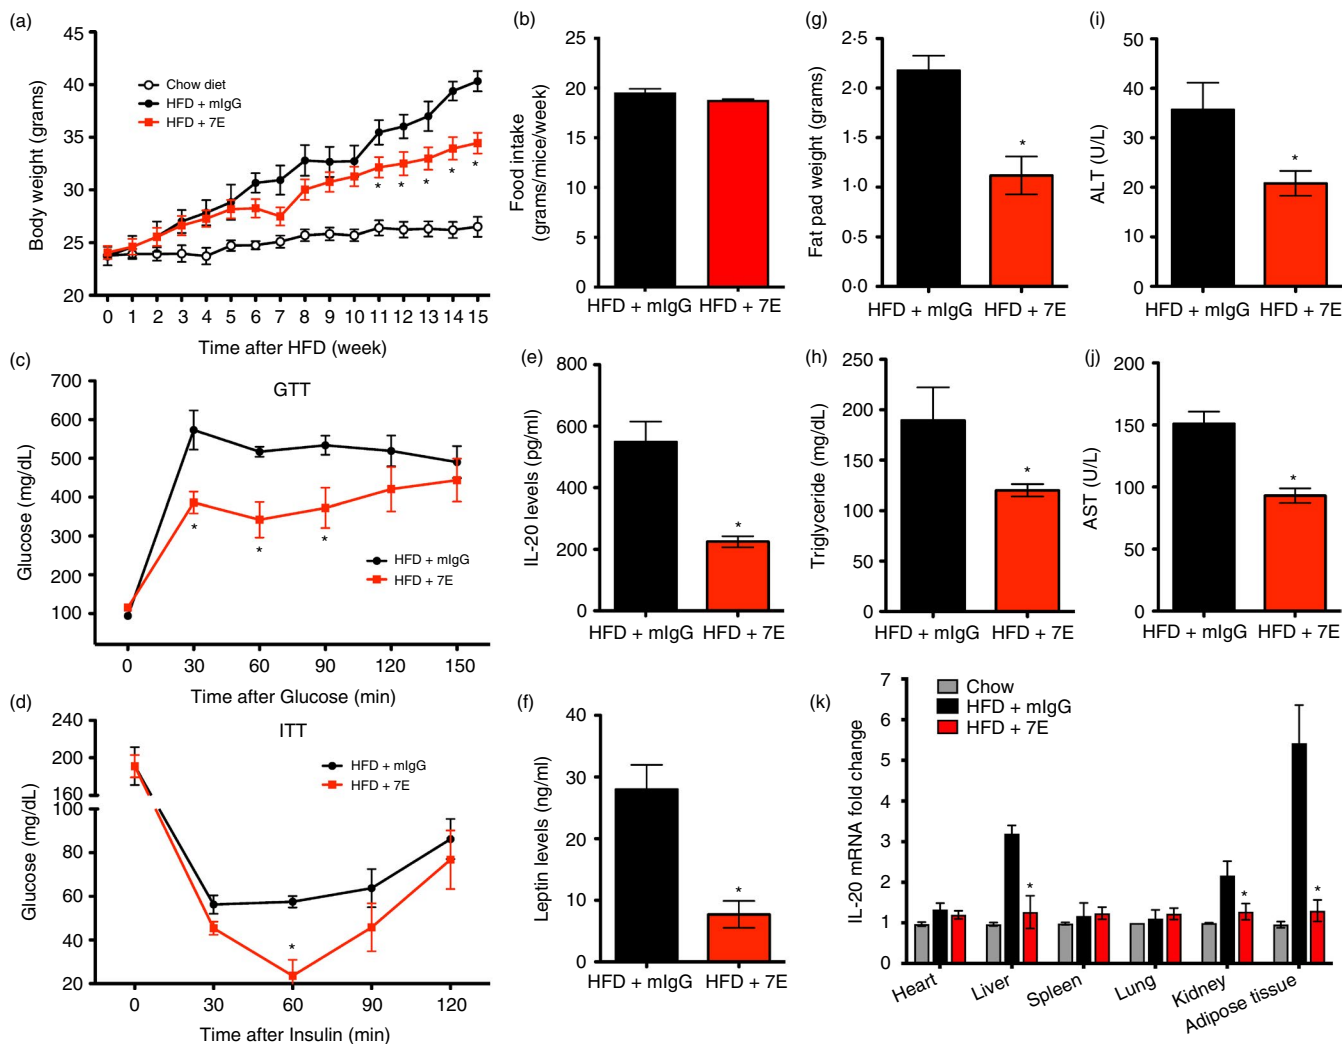 (a)
Body weight (grams)
45
40
35
30
25
20
Chow diet
HFD + mIgG
HFD + 7E
* * * * *
0 1 2 3 4 5 6 7 8 9 10 11 12 13 14 15
Time after HFD (week)
(b)
Food intake
(grams/mice/week)
25
20
15
10
5
0
HFD + mIgG HFD + 7E
(g)
Fat pad weight (grams)
2·5
2·0
1·5
1·0
0·5
0·0
*
HFD + mIgG HFD + 7E
(i)
ALT (U/L)
50
40
30
20
10
0
*
HFD + mIgG HFD + 7E
(c)
GTT
Glucose (mg/dL)
700
600
500
400
300
200
100
* * *
HFD + mIgG
HFD + 7E
0 30 60 90 120 150
Time after Glucose (min)
(e)
IL-20 levels (pg/ml)
800
600
400
200
0
*
HFD + mIgG HFD + 7E
(h)
Triglyceride (mg/dL)
250
200
150
100
50
0
*
HFD + mIgG HFD + 7E
(j)
AST (U/L)
200
150
100
50
0
*
HFD + mIgG HFD + 7E
(d)
ITT
Glucose (mg/dL)
240
200
160
100
80
60
40
20
HFD + mIgG
HFD + 7E
*
0 30 60 90 120
Time after Insulin (min)
(f)
Leptin levels (ng/ml)
40
30
20
10
0
*
HFD + mIgG HFD + 7E
(k)
IL-20 mRNA fold change
7
6
5
4
3
2
1
0
Chow
HFD + mIgG
HFD + 7E
* * *
Heart Liver Spleen Lung Kidney Adipose tissue